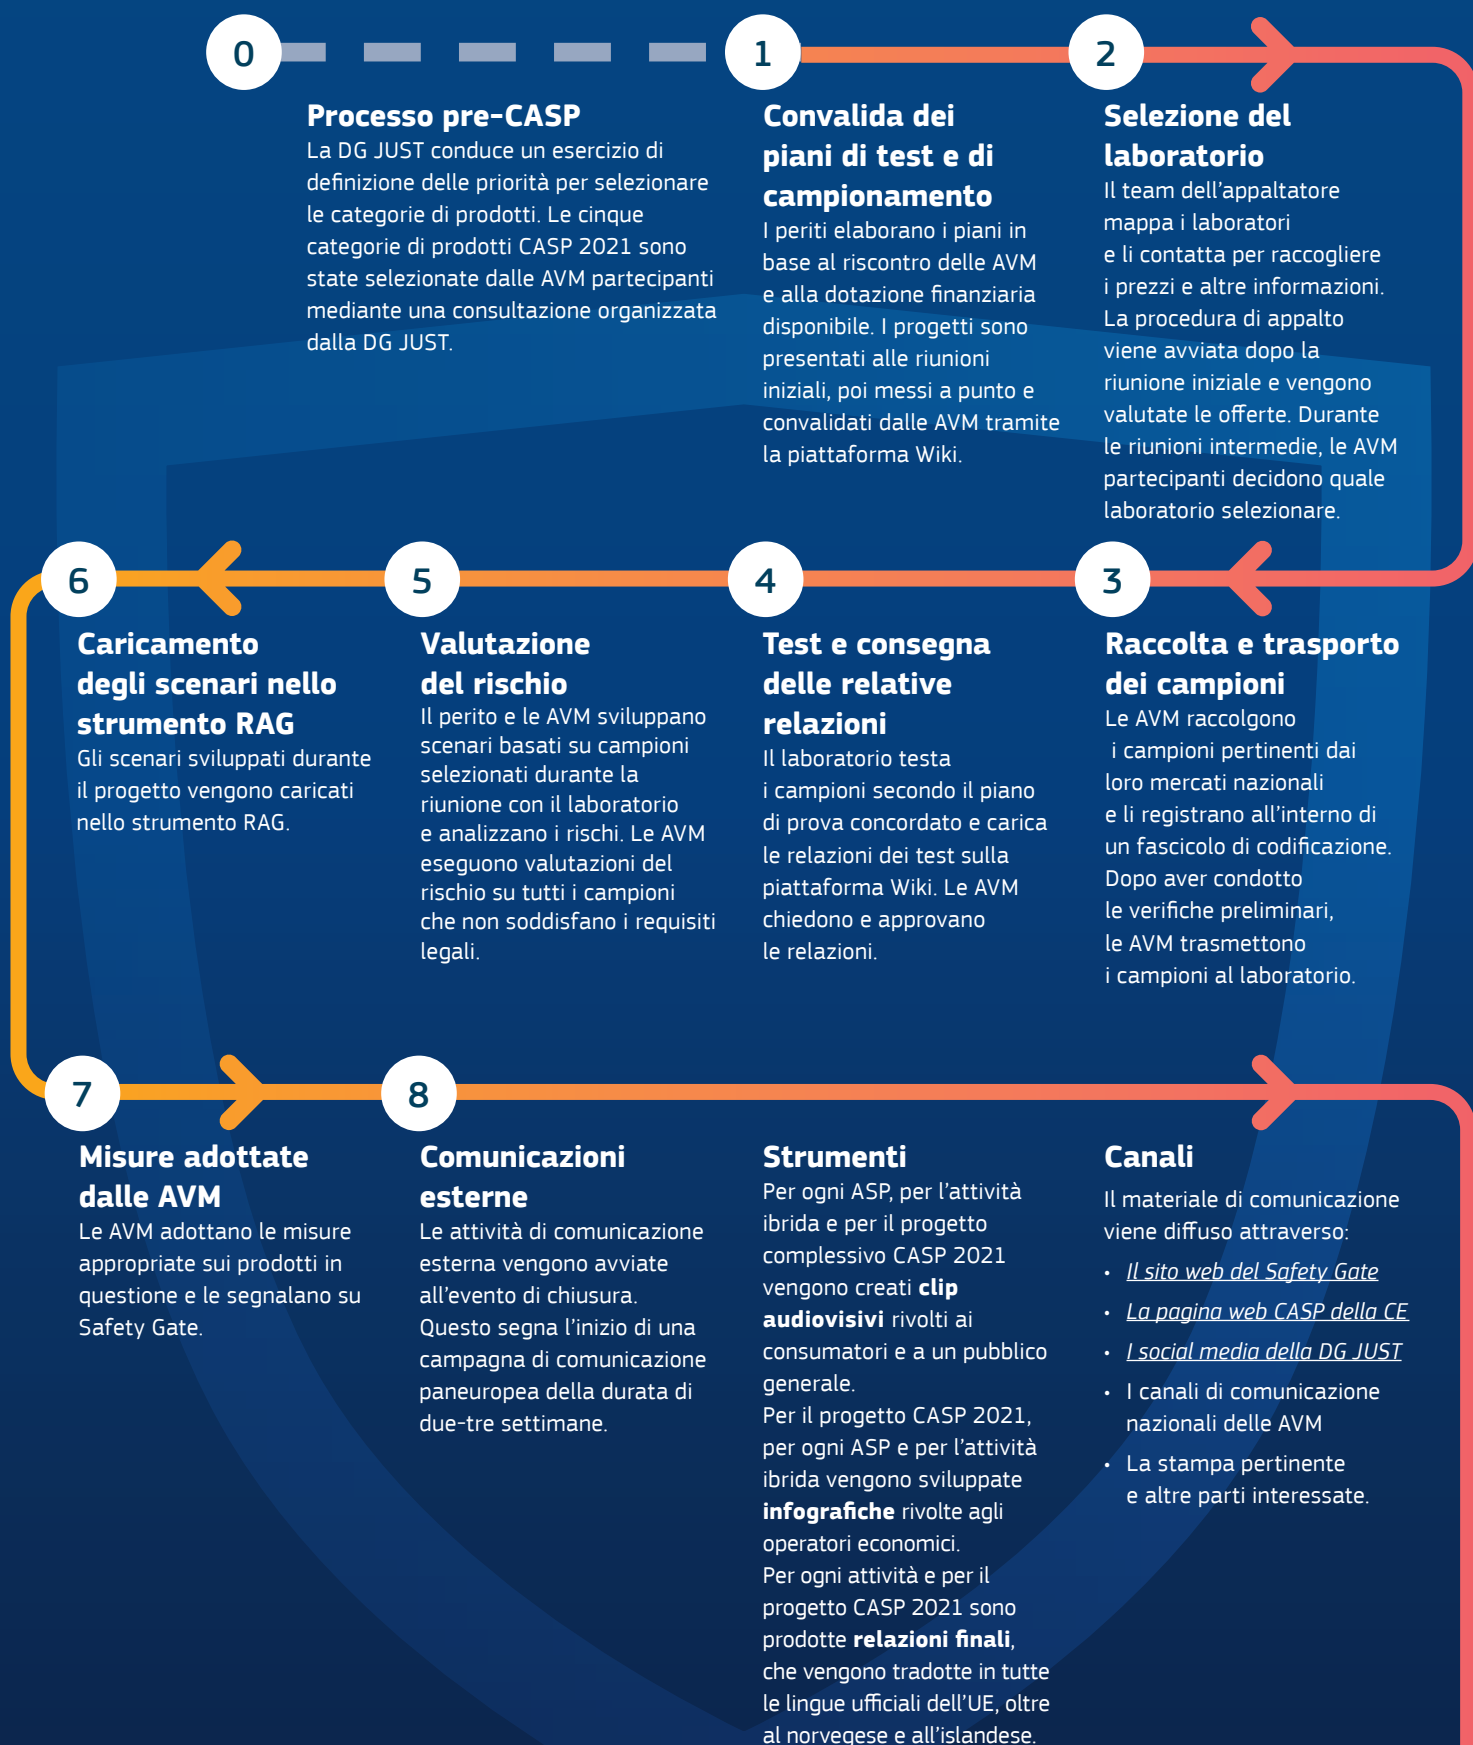 0
Processo pre-CASP
La DG JUST conduce un esercizio di
definizione delle priorità per selezionare
le categorie di prodotti. Le cinque
categorie di prodotti CASP 2021 sono
state selezionate dalle AVM partecipanti
mediante una consultazione organizzata
dalla DG JUST.
1
Convalida dei
piani di test e di
campionamento
I periti elaborano i piani in
base al riscontro delle AVM
e alla dotazione finanziaria
disponibile. I progetti sono
presentati alle riunioni
iniziali, poi messi a punto e
convalidati dalle AVM tramite
la piattaforma Wiki.
2
Selezione del
laboratorio
Il team dell'appaltatore
mappa i laboratori
e li contatta per raccogliere
i prezzi e altre informazioni.
La procedura di appalto
viene avviata dopo la
riunione iniziale e vengono
valutate le offerte. Durante
le riunioni intermedie, le AVM
partecipanti decidono quale
laboratorio selezionare.
3
Raccolta e trasporto
dei campioni
Le AVM raccolgono
i campioni pertinenti dai
loro mercati nazionali
e li registrano all'interno di
un fascicolo di codificazione.
Dopo aver condotto
le verifiche preliminari,
le AVM trasmettono
i campioni al laboratorio.
4
Test e consegna
delle relative
relazioni
Il laboratorio testa
i campioni secondo il piano
di prova concordato e carica
le relazioni dei test sulla
piattaforma Wiki. Le AVM
chiedono e approvano
le relazioni.
5
Valutazione
del rischio
Il perito e le AVM sviluppano
scenari basati su campioni
selezionati durante la
riunione con il laboratorio
e analizzano i rischi. Le AVM
eseguono valutazioni del
rischio su tutti i campioni
che non soddisfano i requisiti
legali.
6
Caricamento
degli scenari nello
strumento RAG
Gli scenari sviluppati durante
il progetto vengono caricati
nello strumento RAG.
7
Misure adottate
dalle AVM
Le AVM adottano le misure
appropriate sui prodotti in
questione e le segnalano su
Safety Gate.
8
Comunicazioni
esterne
Le attività di comunicazione
esterna vengono avviate
all'evento di chiusura.
Questo segna l'inizio di una
campagna di comunicazione
paneuropea della durata di
due-tre settimane.
Strumenti
Per ogni ASP, per l'attività
ibrida e per il progetto
complessivo CASP 2021
vengono creati clip
audiovisivi rivolti ai
consumatori e a un pubblico
generale.
Per il progetto CASP 2021,
per ogni ASP e per l'attività
ibrida vengono sviluppate
infografiche rivolte agli
operatori economici.
Per ogni attività e per il
progetto CASP 2021 sono
prodotte relazioni finali,
che vengono tradotte in tutte
le lingue ufficiali dell'UE, oltre
al norvegese e all'islandese.
Canali
Il materiale di comunicazione
viene diffuso attraverso:
• Il sito web del Safety Gate
• La pagina web CASP della CE
• I social media della DG JUST
• I canali di comunicazione
nazionali delle AVM
• La stampa pertinente
e altre parti interessate.